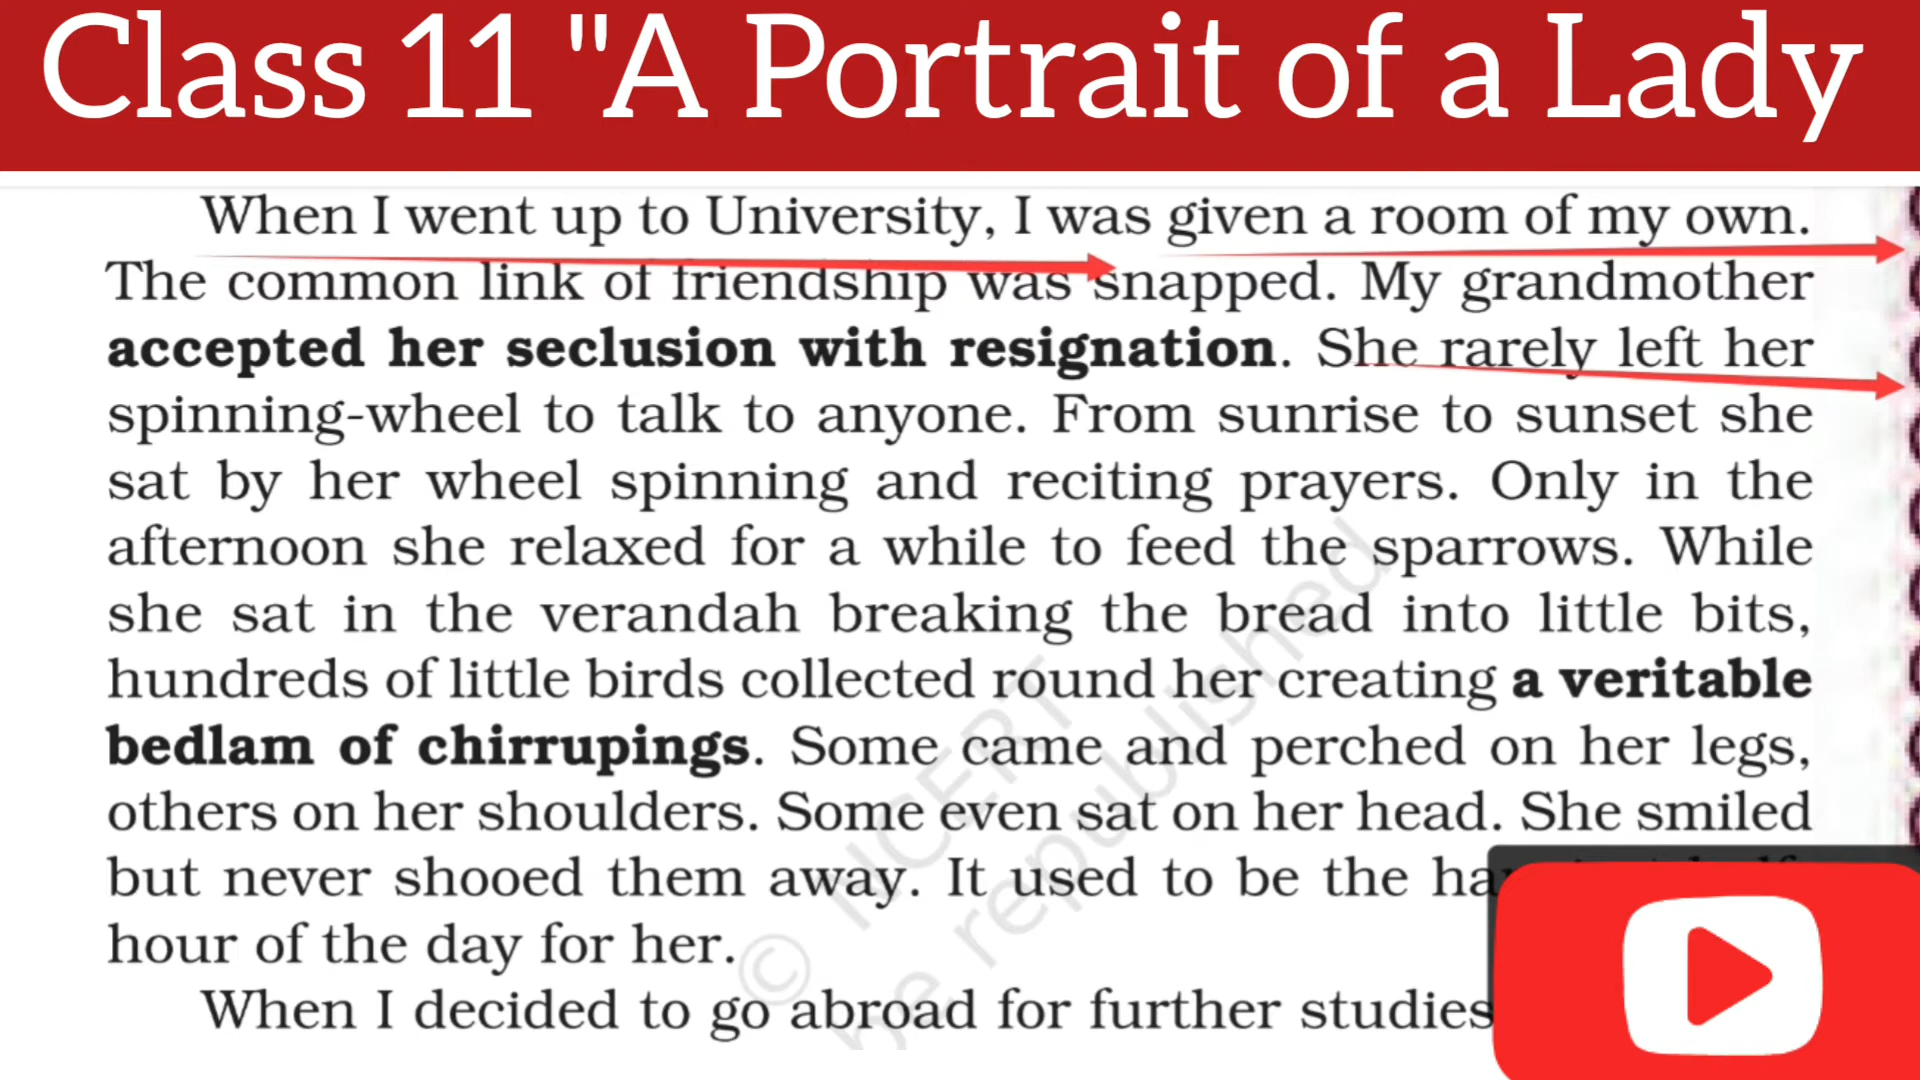 Class 11 "A Portrait of a Lady
When I went up to University, I was given a room of my own.
The common link of friendship was snapped. My grandmother
accepted her seclusion with resignation. She rarely left her
spinning-wheel to talk to anyone. From sunrise to sunset she
sat by her wheel spinning and reciting prayers. Only in the
afternoon she relaxed for a while to feed the sparrows. While
she sat in the verandah breaking the bread into little bits,
hundreds of little birds collected round her creating a veritable
bedlam of chirrupings. Some came and perched on her legs,
others on her shoulders. Some even sat on her head. She smiled
but never shooed them away. It used to be the
hour of the day for her.
When I decided to go abroad for further studies
© NCERT
be republished